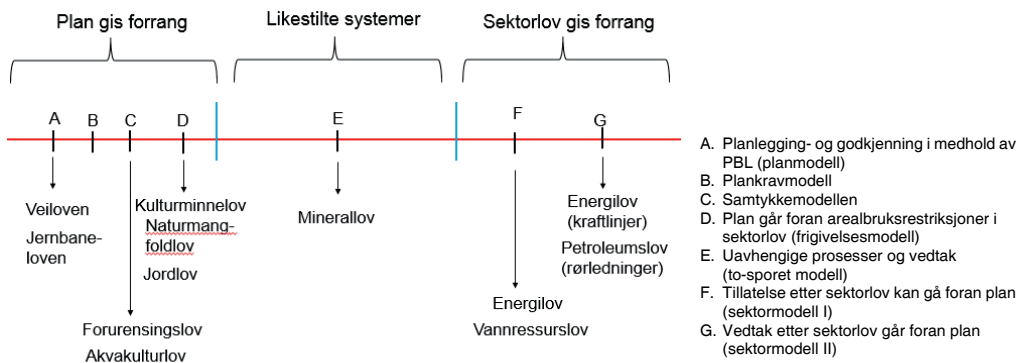 Plan gis forrang
Likestilte systemer
Sektorlov gis forrang
A
B
C
D
E
F
G
Veiloven
Jernbane-
loven
Kulturminnelov
Naturmang-
foldlov
Jordlov
Forurensingslov
Akvakulturlov
Minerallov
Energilov
Vannressurslov
Energilov
(kraftlinjer)
Petroleumslov
(rørledninger)
A. Planlegging- og godkjenning i medhold av
PBL (planmodell)
B. Plankravmodell
C. Samtykkemodellen
D. Plan går foran arealbruksrestriksjoner i
sektorlov (frigivelsesmodell)
E. Uavhengige prosesser og vedtak
(to-sporet modell)
F. Tillatelse etter sektorlov kan gå foran plan
(sektormodell I)
G. Vedtak etter sektorlov går foran plan
(sektormodell II)